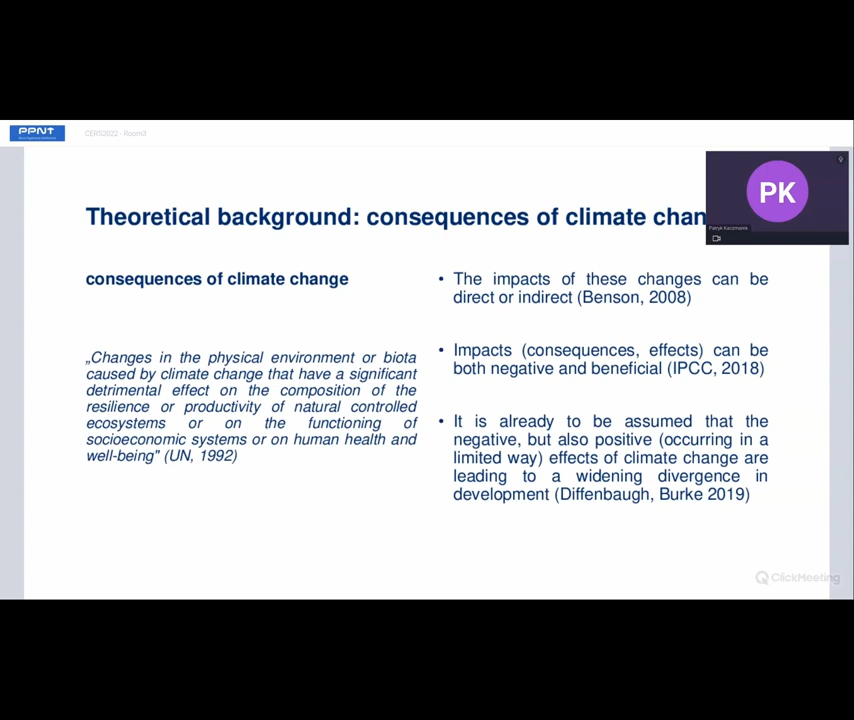 PPNT
CERS2022 - Room3
PK
Patryk Kaczmarek
Theoretical background: consequences of climate chan
consequences of climate change
„Changes in the physical environment or biota
caused by climate change that have a significant
detrimental effect on the composition of the
resilience or productivity of natural controlled
ecosystems or on the functioning of
socioeconomic systems or on human health and
well-being" (UN, 1992)
• The impacts of these changes can be
direct or indirect (Benson, 2008)
• Impacts (consequences, effects) can be
both negative and beneficial (IPCC, 2018)
• It is already to be assumed that the
negative, but also positive (occurring in a
limited way) effects of climate change are
leading to a widening divergence in
development (Diffenbaugh, Burke 2019)
ClickMeeting